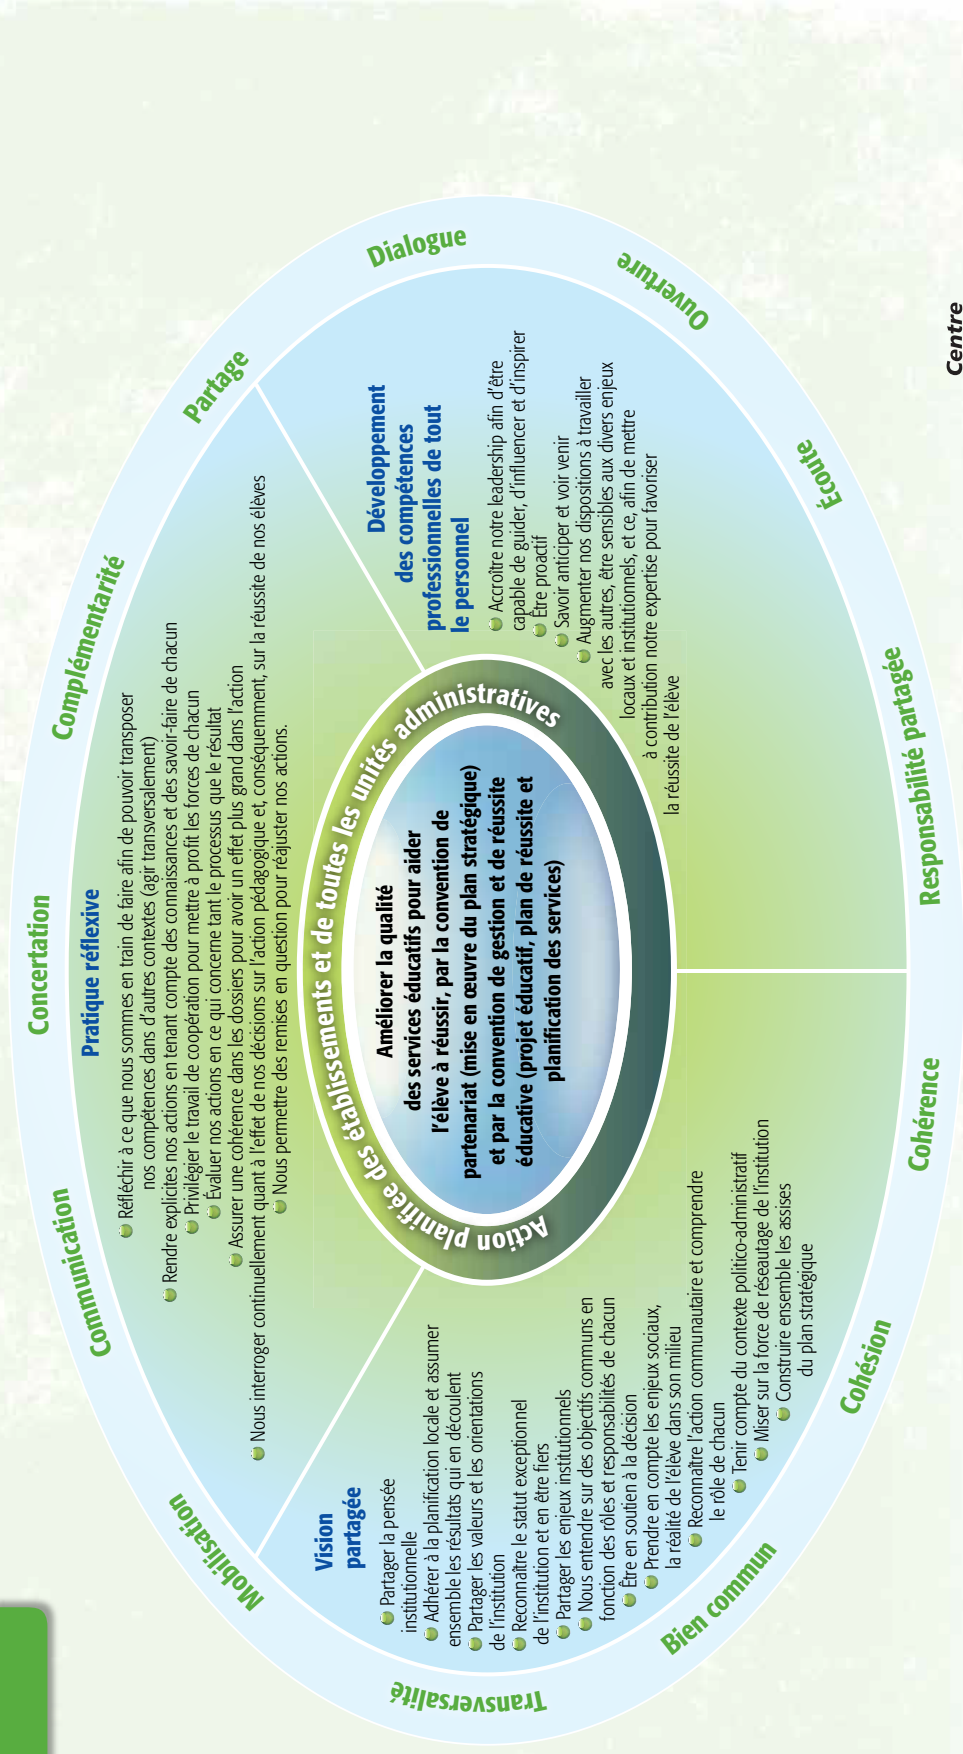 Concertation
Communication
Complémentarité
Mobilisation
Partage
Transversalité
Dialogue
Ouverture
Écoute
Responsabilité partagée
Cohérence
Cohésion
Bien commun
Pratique réflexive
Réfléchir à ce que nous sommes en train de faire afin de pouvoir transposer
nos compétences dans d'autres contextes (agir transversalement)
Rendre explicites nos actions en tenant compte des connaissances et des savoir-faire de chacun
Privilégier le travail de coopération pour mettre à profit les forces de chacun
Évaluer nos actions en ce qui concerne tant le processus que le résultat
Assurer une cohérence dans les dossiers pour avoir un effet plus grand dans l'action
Nous interroger continuellement quant à l'effet de nos décisions sur l'action pédagogique et, conséquemment, sur la réussite de nos élèves
Nous permettre des remises en question pour réajuster nos actions.
Vision
partagée
Partager la pensée
institutionnelle
Adhérer à la planification locale et assumer
ensemble les résultats qui en découlent
Partager les valeurs et les orientations
de l'institution
Reconnaître le statut exceptionnel
de l'institution et en être fiers
Partager les enjeux institutionnels
Nous entendre sur des objectifs communs en
fonction des rôles et responsabilités de chacun
Être en soutien à la décision
Prendre en compte les enjeux sociaux,
la réalité de l'élève dans son milieu
Reconnaître l'action communautaire et comprendre
le rôle de chacun
Tenir compte du contexte politico-administratif
Miser sur la force de réseautage de l'institution
Construire ensemble les assises
du plan stratégique
Action planifiée des établissements et de toutes les unités administratives
Améliorer la qualité
des services éducatifs pour aider
l'élève à réussir, par la convention de
partenariat (mise en œuvre du plan stratégique)
et par la convention de gestion et de réussite
éducative (projet éducatif, plan de réussite et
planification des services)
Développement
des compétences
professionnelles de tout
le personnel
Accroître notre leadership afin d'être
capable de guider, d'influencer et d'inspirer
Être proactif
Savoir anticiper et voir venir
Augmenter nos dispositions à travailler
avec les autres, être sensibles aux divers enjeux
locaux et institutionnels, et ce, afin de mettre
à contribution notre expertise pour favoriser
la réussite de l'élève
Centre